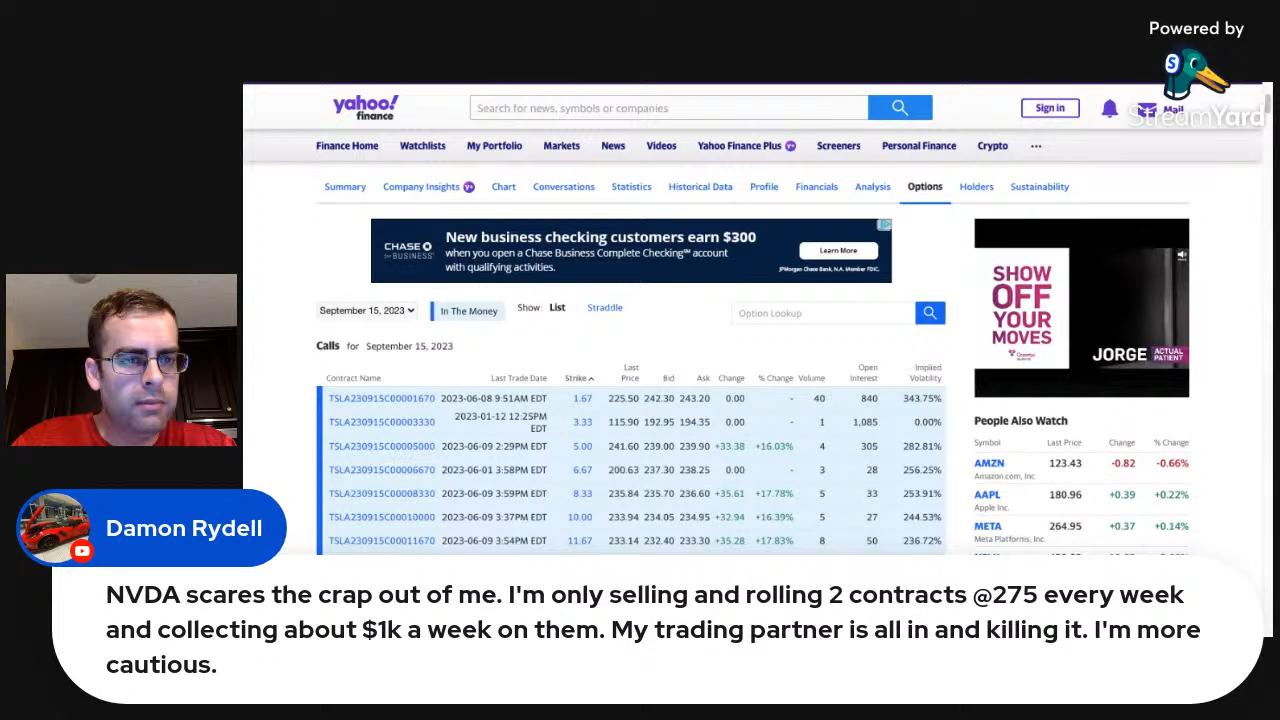 Powered by
StreamYard
yahoo!
finance
Search for news, symbols or companies
Sign in
Mail
Finance Home Watchlists My Portfolio Markets News Videos Yahoo Finance Plus Y+ Screeners Personal Finance Crypto ...
Summary Company Insights Y+ Chart Conversations Statistics Historical Data Profile Financials Analysis Options Holders Sustainability
CHASE
for BUSINESS
New business checking customers earn $300
when you open a Chase Business Complete Checking℠ account
with qualifying activities.
Learn More
JPMorgan Chase Bank, N.A. Member FDIC.
SHOW
OFF
YOUR
MOVES
JORGE ACTUAL PATIENT
September 15, 2023 In The Money Show: List Straddle Option Lookup
Calls for September 15, 2023
Contract Name Last Trade Date Strike Last Price Bid Ask Change % Change Volume Open Interest Implied Volatility
TSLA230915C00001670 2023-06-08 9:51AM EDT 1.67 225.50 242.30 243.20 0.00 - 40 840 343.75%
TSLA230915C00003330 2023-01-12 12:25PM EDT 3.33 115.90 192.95 194.35 0.00 - 1 1,085 0.00%
TSLA230915C00005000 2023-06-09 2:29PM EDT 5.00 241.60 239.00 239.90 +33.38 +16.03% 4 305 282.81%
TSLA230915C00006670 2023-06-01 3:58PM EDT 6.67 200.63 237.30 238.25 0.00 - 3 28 256.25%
TSLA230915C00008330 2023-06-09 3:59PM EDT 8.33 235.84 235.70 236.60 +35.61 +17.78% 5 33 253.91%
TSLA230915C00010000 2023-06-09 3:37PM EDT 10.00 233.94 234.05 234.95 +32.94 +16.39% 5 27 244.53%
TSLA230915C00011670 2023-06-09 3:54PM EDT 11.67 233.14 232.40 233.30 +35.28 +17.83% 8 50 236.72%
People Also Watch
Symbol Last Price Change % Change
AMZN 123.43 -0.82 -0.66%
Amazon.com, Inc.
AAPL 180.96 +0.39 +0.22%
Apple Inc.
META 264.95 +0.37 +0.14%
Meta Platforms, Inc.
Damon Rydell
NVDA scares the crap out of me. I'm only selling and rolling 2 contracts @275 every week
and collecting about $1k a week on them. My trading partner is all in and killing it. I'm more
cautious.